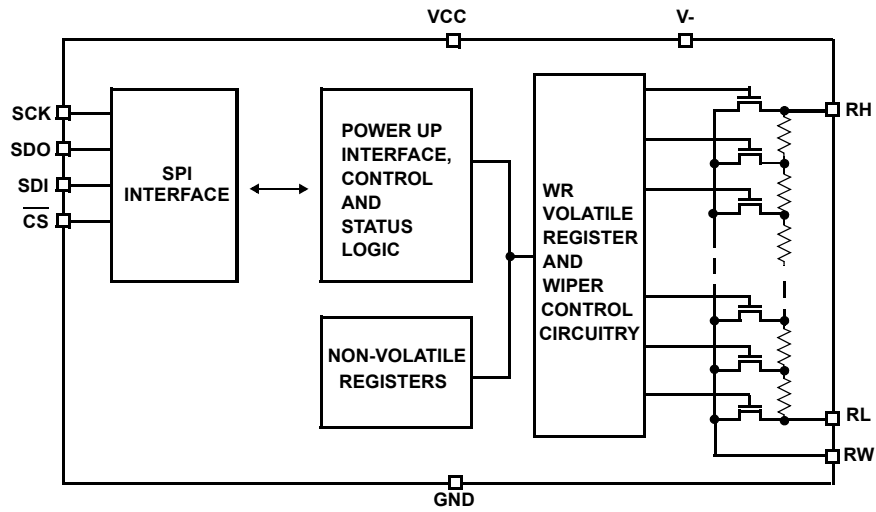 VCC
V-
SCK
SDO
SDI
CS
SPI
INTERFACE
POWER UP
INTERFACE,
CONTROL
AND
STATUS
LOGIC
NON-VOLATILE
REGISTERS
WR
VOLATILE
REGISTER
AND
WIPER
CONTROL
CIRCUITRY
RH
RL
RW
GND